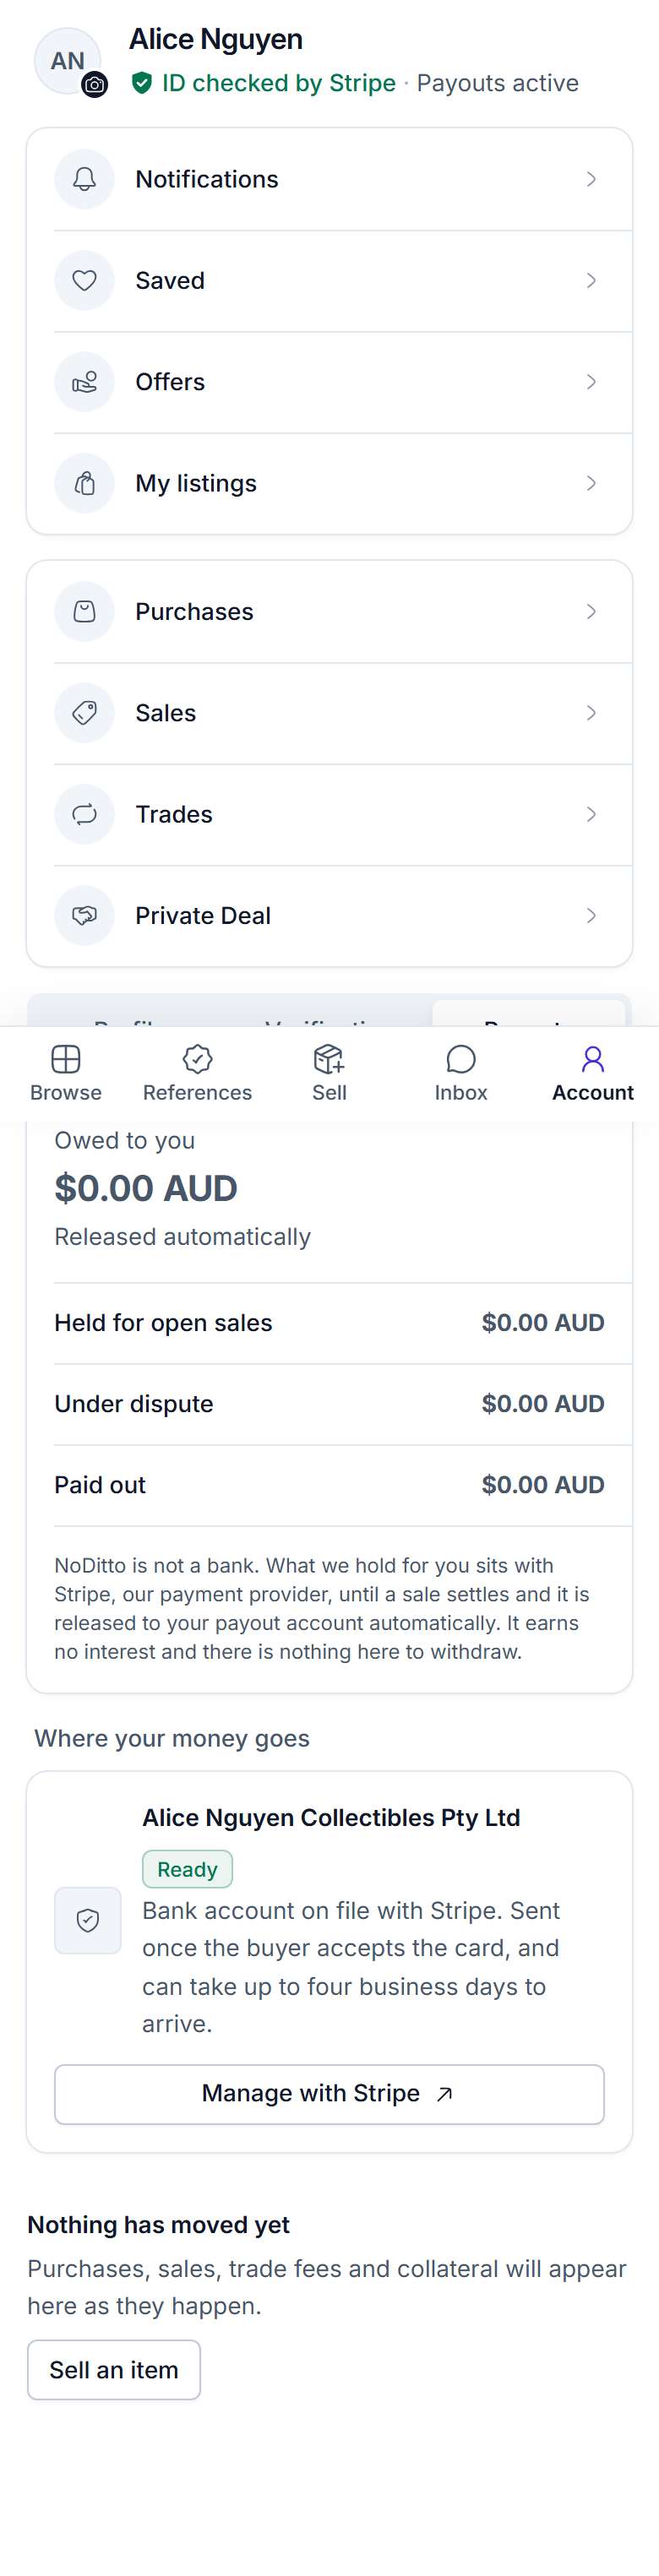 AN
Alice Nguyen
ID checked by Stripe · Payouts active
Notifications
Saved
Offers
My listings
Purchases
Sales
Trades
Private Deal
Browse
References
Sell
Inbox
Account
Owed to you
$0.00 AUD
Released automatically
Held for open sales $0.00 AUD
Under dispute $0.00 AUD
Paid out $0.00 AUD
NoDitto is not a bank. What we hold for you sits with
Stripe, our payment provider, until a sale settles and it is
released to your payout account automatically. It earns
no interest and there is nothing here to withdraw.
Where your money goes
Alice Nguyen Collectibles Pty Ltd
Ready
Bank account on file with Stripe. Sent
once the buyer accepts the card, and
can take up to four business days to
arrive.
Manage with Stripe
Nothing has moved yet
Purchases, sales, trade fees and collateral will appear
here as they happen.
Sell an item